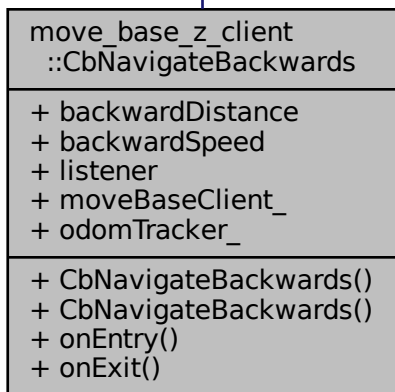 move_base_z_client
::CbNavigateBackwards
+ backwardDistance
+ backwardSpeed
+ listener
+ moveBaseClient_
+ odomTracker_
+ CbNavigateBackwards()
+ CbNavigateBackwards()
+ onEntry()
+ onExit()